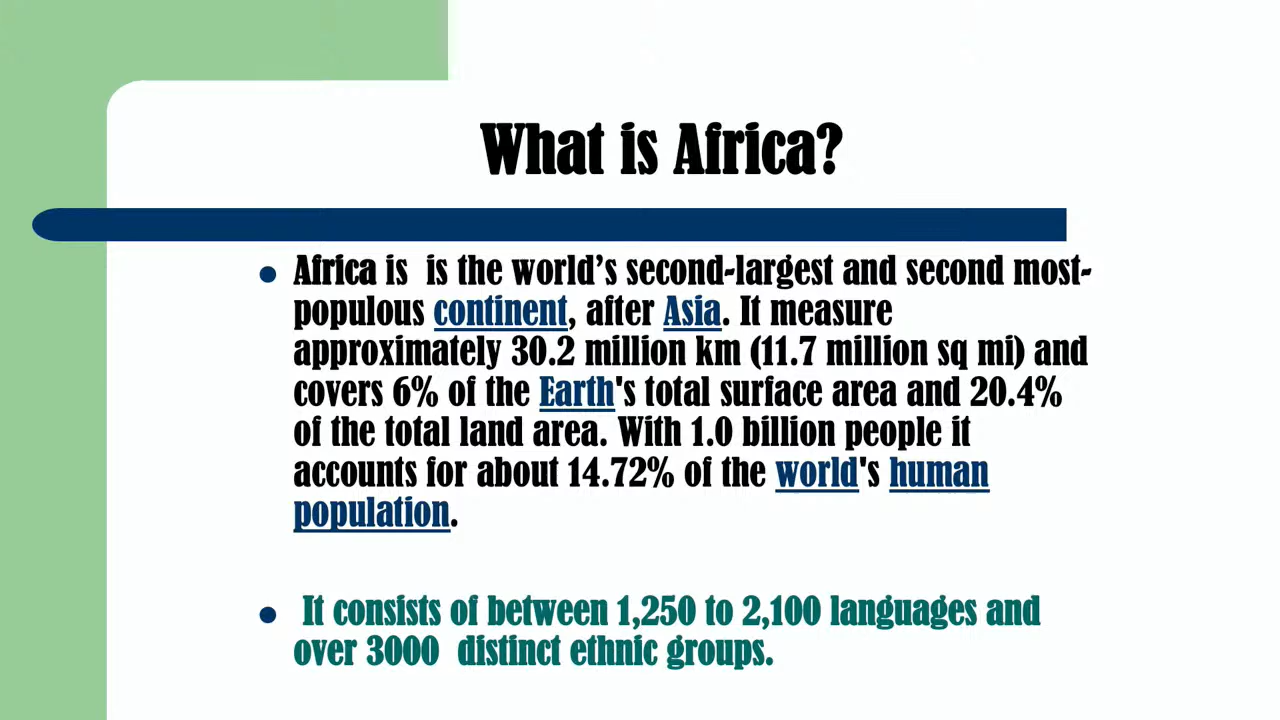 What is Africa?
Africa is  is the world’s second-largest and second most-
populous continent, after Asia. It measure
approximately 30.2 million km (11.7 million sq mi) and
covers 6% of the Earth's total surface area and 20.4%
of the total land area. With 1.0 billion people it
accounts for about 14.72% of the world's human
population.
It consists of between 1,250 to 2,100 languages and
over 3000  distinct ethnic groups.